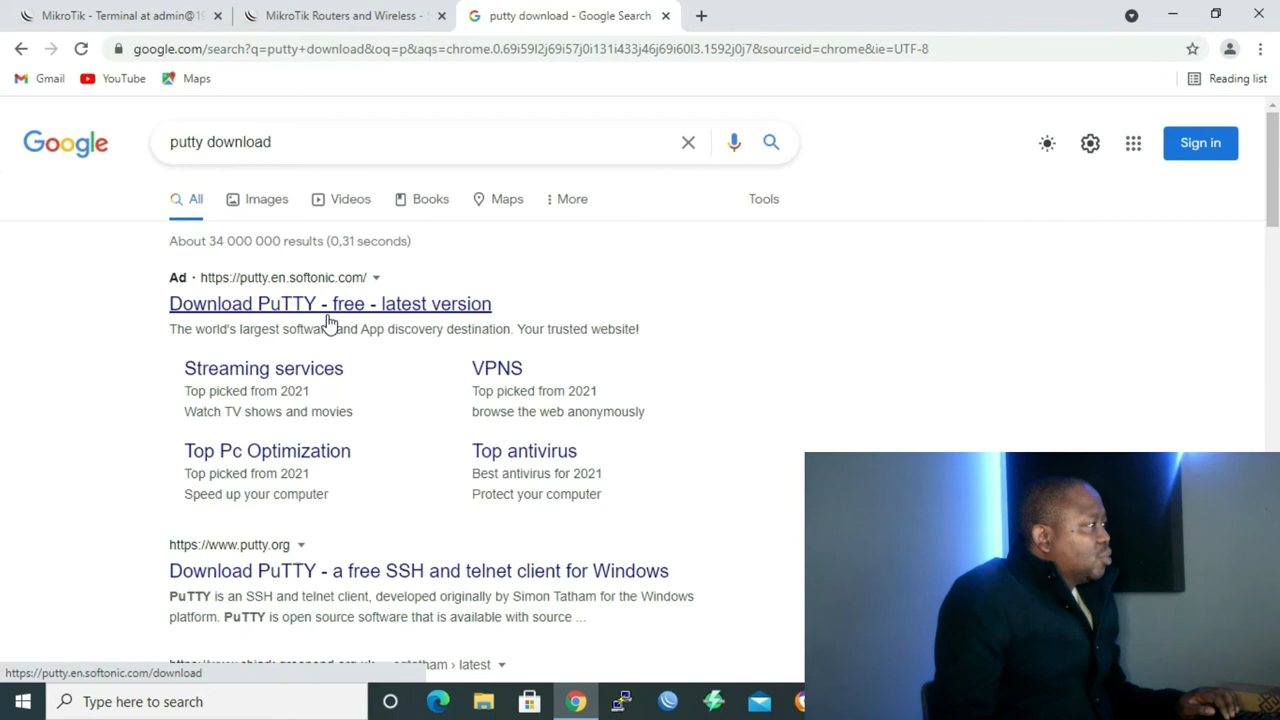 MikroTik - Terminal at admin@19
MikroTik Routers and Wireless -
putty download - Google Search
google.com/search?q=putty+download&oq=p&aqs=chrome.0.69i59l2j69i57j0i131i433j46j69i60l3.1592j0j7&sourceid=chrome&ie=UTF-8
Gmail
YouTube
Maps
Reading list
Google
putty download
Sign in
All
Images
Videos
Books
Maps
More
Tools
About 34 000 000 results (0,31 seconds)
Ad · https://putty.en.softonic.com/
Download PuTTY - free - latest version
The world's largest software and App discovery destination. Your trusted website!
Streaming services
Top picked from 2021
Watch TV shows and movies
VPNS
Top picked from 2021
browse the web anonymously
Top Pc Optimization
Top picked from 2021
Speed up your computer
Top antivirus
Best antivirus for 2021
Protect your computer
https://www.putty.org
Download PuTTY - a free SSH and telnet client for Windows
PuTTY is an SSH and telnet client, developed originally by Simon Tatham for the Windows
platform. PuTTY is open source software that is available with source ...
› latest
https://putty.en.softonic.com/download
Type here to search